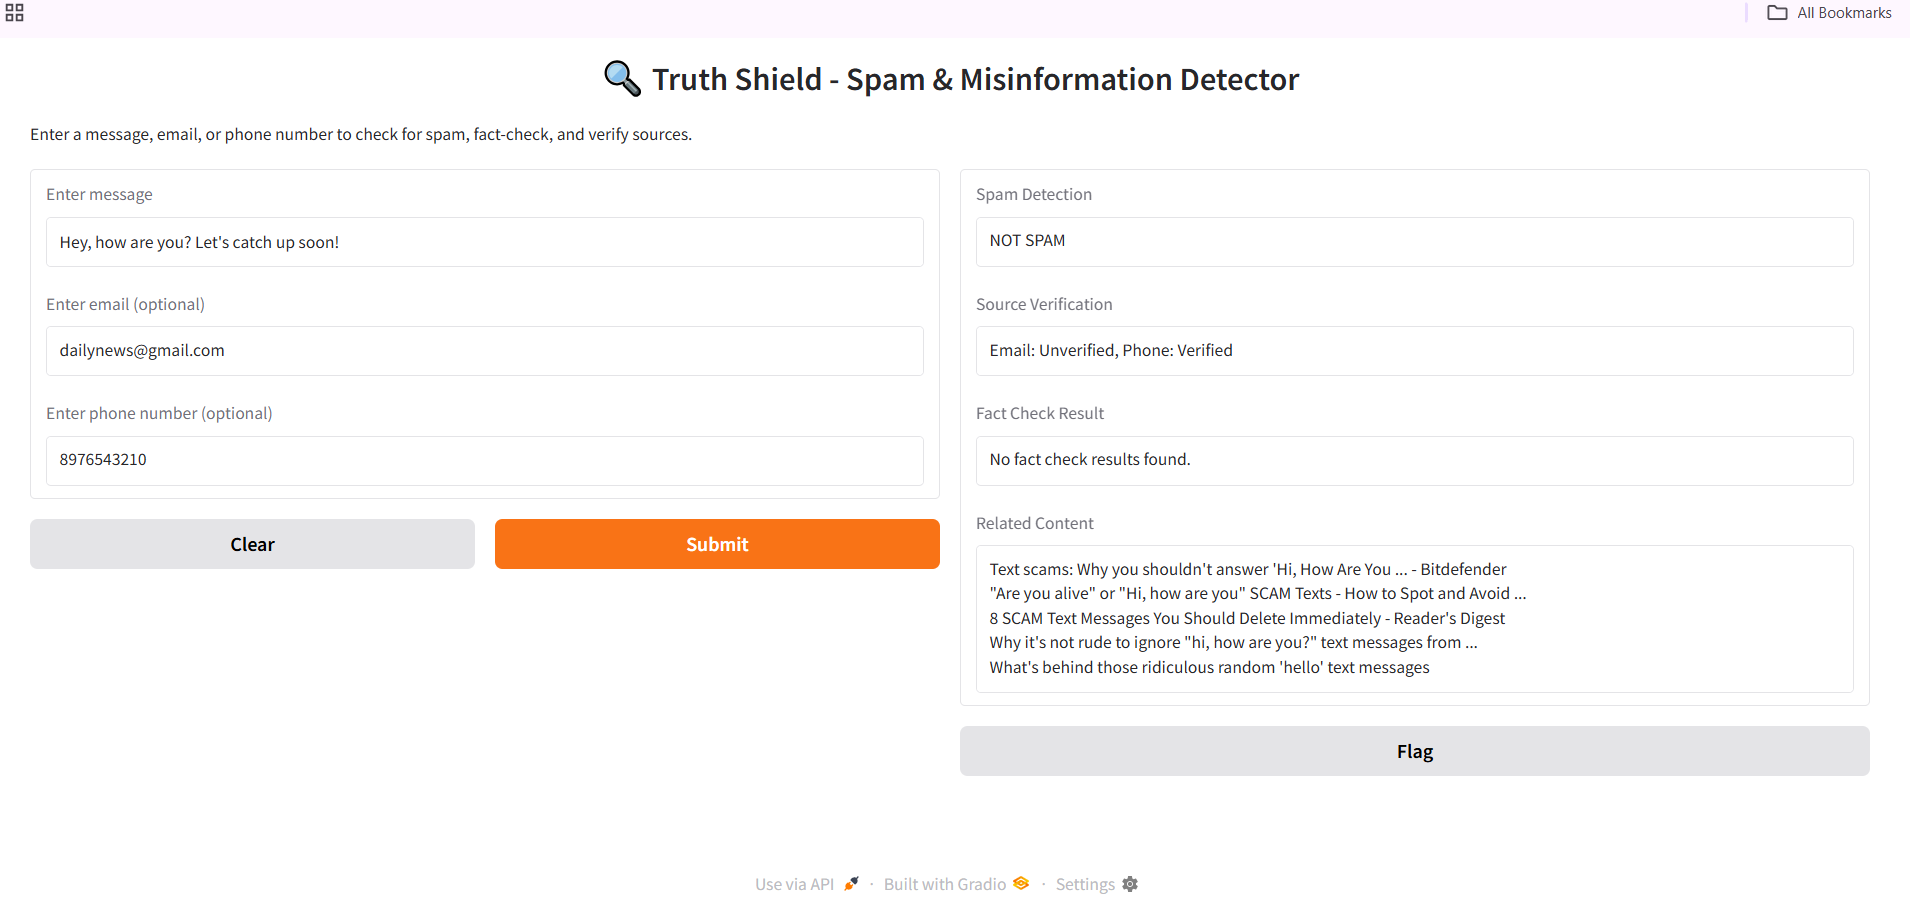 All Bookmarks
Truth Shield - Spam & Misinformation Detector
Enter a message, email, or phone number to check for spam, fact-check, and verify sources.
Enter message
Hey, how are you? Let's catch up soon!
Enter email (optional)
dailynews@gmail.com
Enter phone number (optional)
8976543210
Clear
Submit
Spam Detection
NOT SPAM
Source Verification
Email: Unverified, Phone: Verified
Fact Check Result
No fact check results found.
Related Content
Text scams: Why you shouldn't answer 'Hi, How Are You ... - Bitdefender
"Are you alive" or "Hi, how are you" SCAM Texts - How to Spot and Avoid ...
8 SCAM Text Messages You Should Delete Immediately - Reader's Digest
Why it's not rude to ignore "hi, how are you?" text messages from ...
What's behind those ridiculous random 'hello' text messages
Flag
Use via API · Built with Gradio · Settings